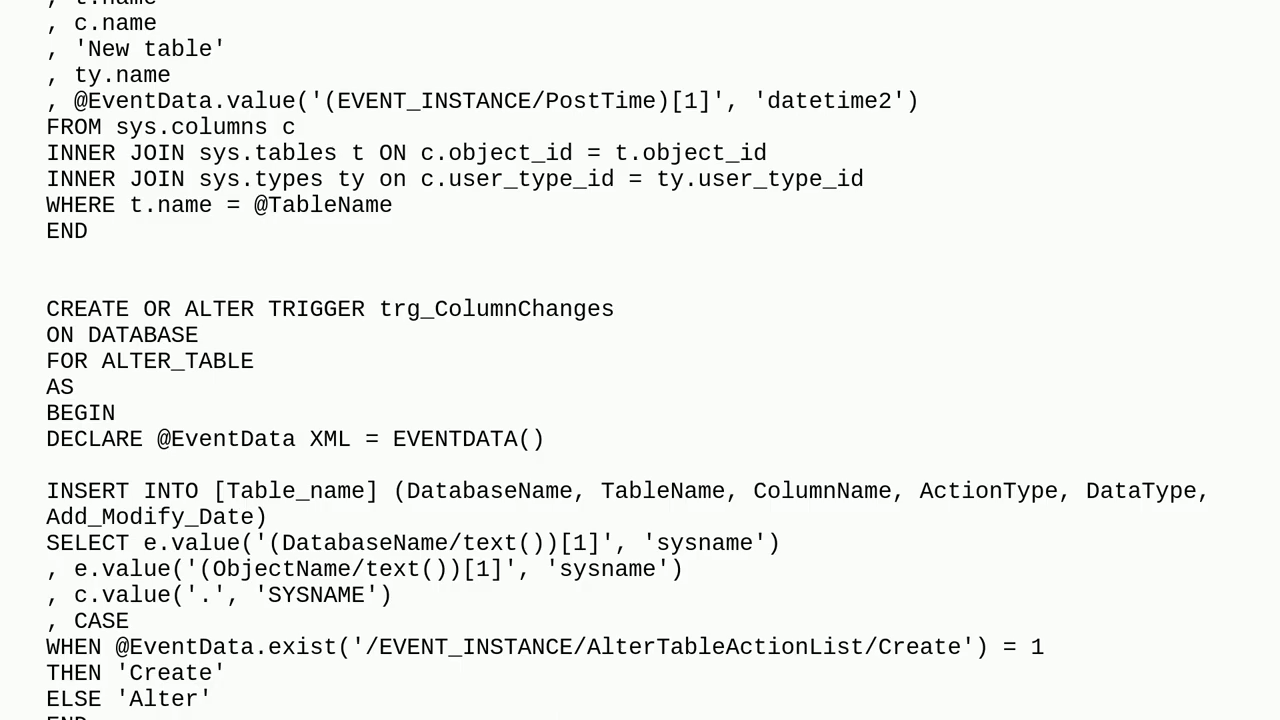 , t.name
, c.name
, 'New table'
, ty.name
, @EventData.value('(EVENT_INSTANCE/PostTime)[1]', 'datetime2')
FROM sys.columns c
INNER JOIN sys.tables t ON c.object_id = t.object_id
INNER JOIN sys.types ty on c.user_type_id = ty.user_type_id
WHERE t.name = @TableName
END
CREATE OR ALTER TRIGGER trg_ColumnChanges
ON DATABASE
FOR ALTER_TABLE
AS
BEGIN
DECLARE @EventData XML = EVENTDATA()
INSERT INTO [Table_name] (DatabaseName, TableName, ColumnName, ActionType, DataType,
Add_Modify_Date)
SELECT e.value('(DatabaseName/text())[1]', 'sysname')
, e.value('(ObjectName/text())[1]', 'sysname')
, c.value('.', 'SYSNAME')
, CASE
WHEN @EventData.exist('/EVENT_INSTANCE/AlterTableActionList/Create') = 1
THEN 'Create'
ELSE 'Alter'
END